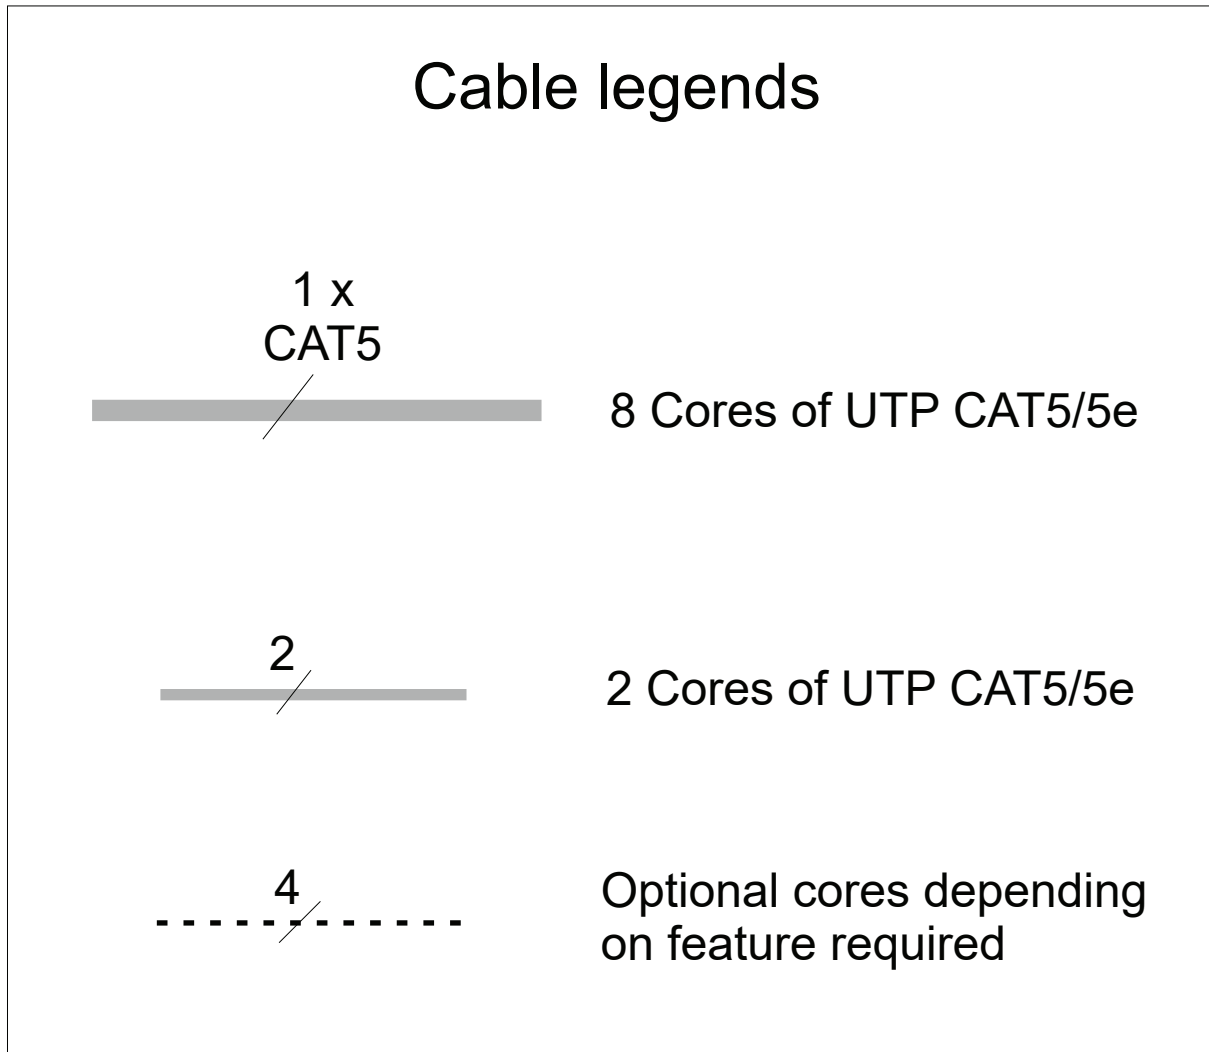 Cable legends
1 x
CAT5
8 Cores of UTP CAT5/5e
2
2 Cores of UTP CAT5/5e
4
Optional cores depending
on feature required